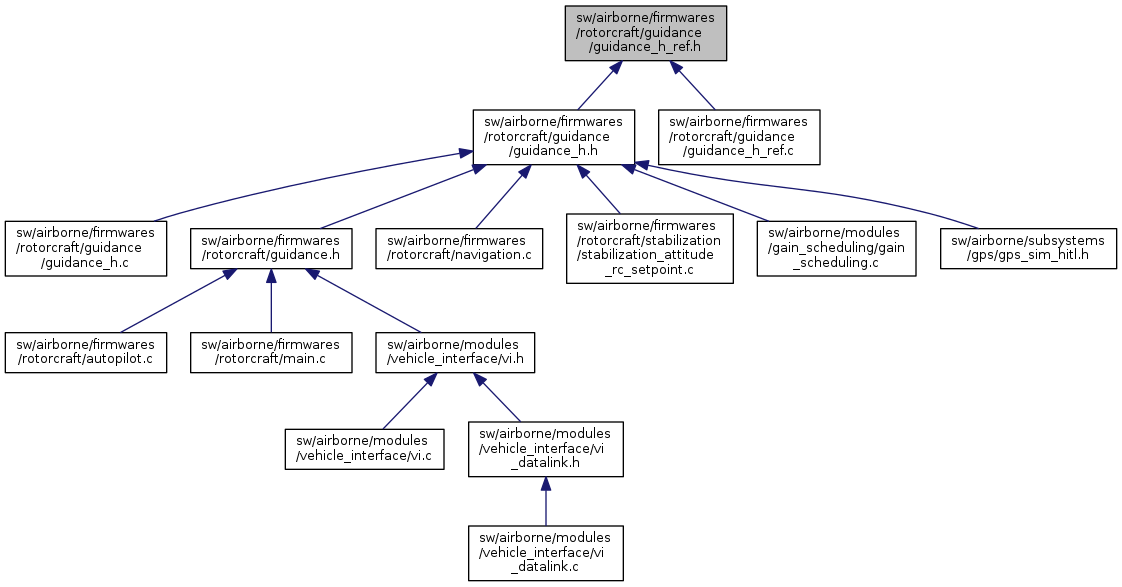 sw/airborne/firmwares
/rotorcraft/guidance
/guidance_h_ref.h
sw/airborne/firmwares
/rotorcraft/guidance
/guidance_h.h
sw/airborne/firmwares
/rotorcraft/guidance
/guidance_h_ref.c
sw/airborne/firmwares
/rotorcraft/guidance
/guidance_h.c
sw/airborne/firmwares
/rotorcraft/guidance.h
sw/airborne/firmwares
/rotorcraft/navigation.c
sw/airborne/firmwares
/rotorcraft/stabilization
/stabilization_attitude
_rc_setpoint.c
sw/airborne/modules
/gain_scheduling/gain
_scheduling.c
sw/airborne/subsystems
/gps/gps_sim_hitl.h
sw/airborne/firmwares
/rotorcraft/autopilot.c
sw/airborne/firmwares
/rotorcraft/main.c
sw/airborne/modules
/vehicle_interface/vi.h
sw/airborne/modules
/vehicle_interface/vi.c
sw/airborne/modules
/vehicle_interface/vi
_datalink.h
sw/airborne/modules
/vehicle_interface/vi
_datalink.c